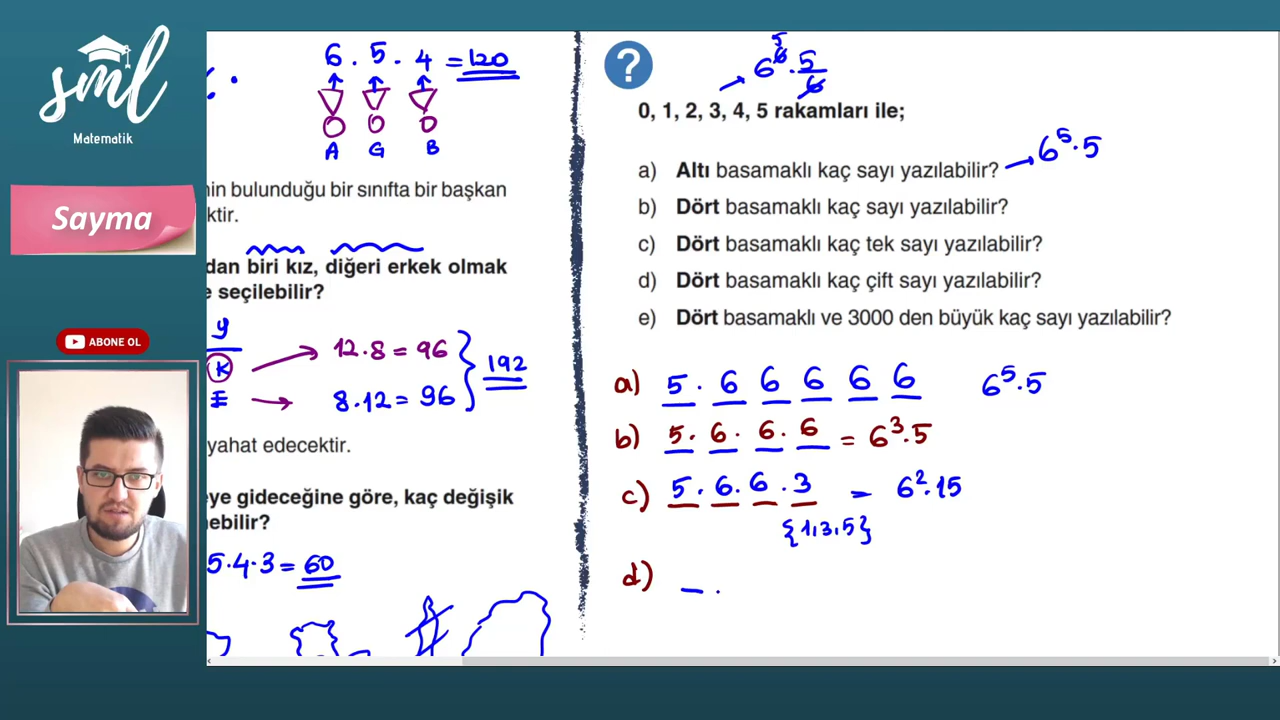 sml
Matematik
Sayma
ABONE OL
6 . 5 . 4 = 120
A G B
nin bulunduğu bir sınıfta bir başkan
ktir.
dan biri kız, diğeri erkek olmak
e seçilebilir?
y
K → 12.8 = 96
E → 8.12 = 96
192
yahat edecektir.
eye gideceğine göre, kaç değişik
nebilir?
5.4.3 = 60
?
→ 6⁶ ⁵ . 5/6
0, 1, 2, 3, 4, 5 rakamları ile;
a) Altı basamaklı kaç sayı yazılabilir? → 6⁵.5
b) Dört basamaklı kaç sayı yazılabilir?
c) Dört basamaklı kaç tek sayı yazılabilir?
d) Dört basamaklı kaç çift sayı yazılabilir?
e) Dört basamaklı ve 3000 den büyük kaç sayı yazılabilir?
a) 5 . 6 6 6 6 6 6⁵.5
b) 5. 6. 6. 6 = 6³.5
c) 5 . 6 . 6 . 3 = 6².15
{1,3,5}
d) _ .